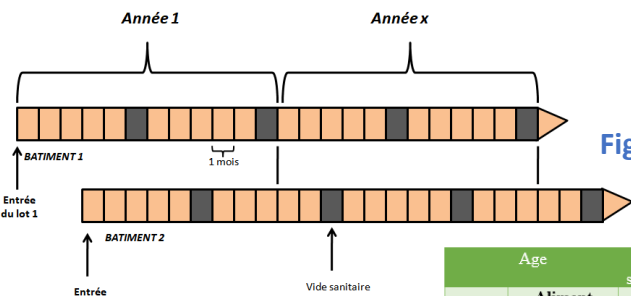 Année 1
Année x
BATIMENT 1
1 mois
Fig
Entrée
du lot 1
BATIMENT 2
Entrée
Vide sanitaire
Age
s
Aliment